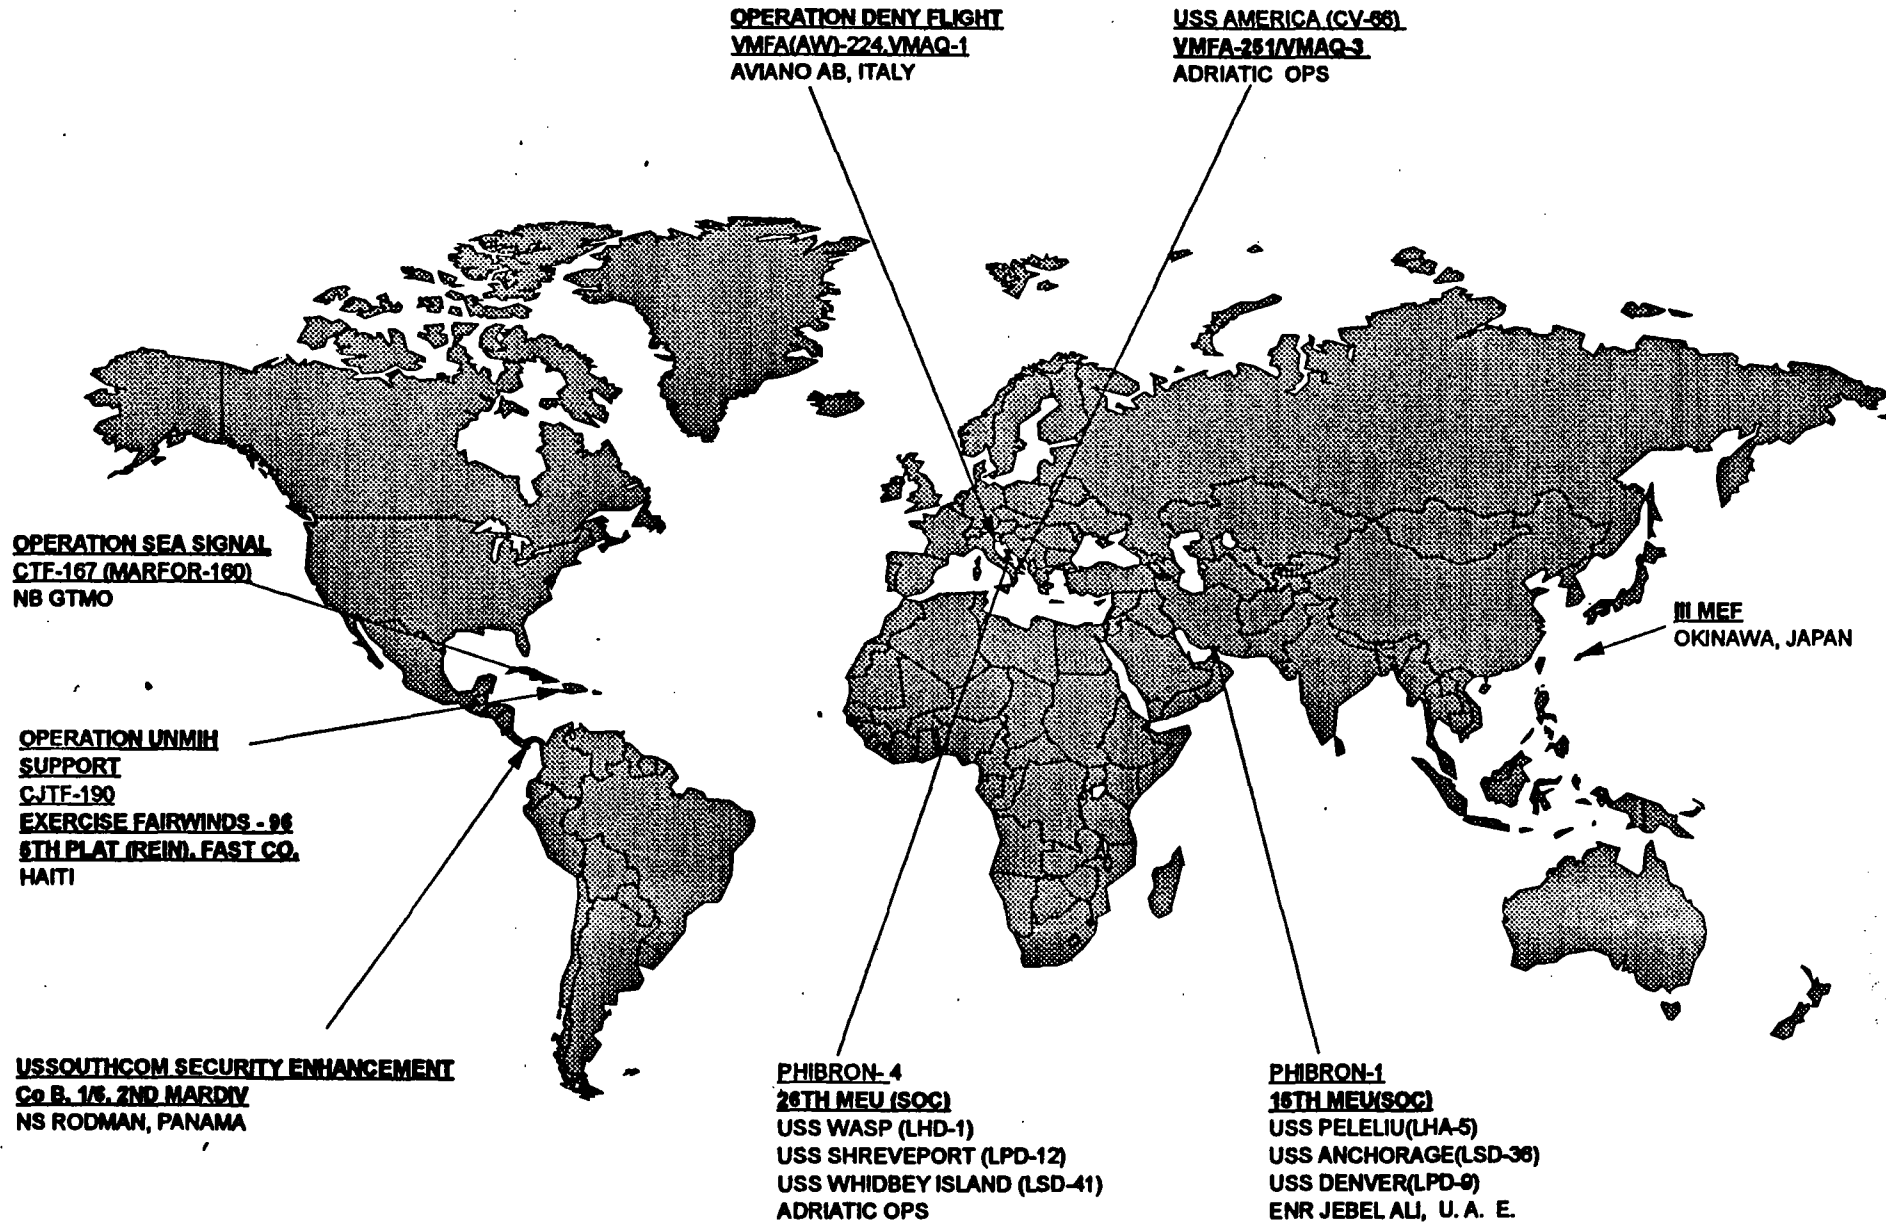 OPERATION DENY FLIGHT
VMFA(AW)-224, VMAQ-1
AVIANO AB, ITALY
USS AMERICA (CV-66)
VMFA-251/VMAQ-3
ADRIATIC OPS
OPERATION SEA SIGNAL
CTF-167 (MARFOR-160)
NB GTMO
III MEF
OKINAWA, JAPAN
OPERATION UNMIH
SUPPORT
CJTF-190
EXERCISE FAIRWINDS - 96
5TH PLAT (REIN), FAST CO,
HAITI
USSOUTHCOM SECURITY ENHANCEMENT
Co B, 1/6, 2ND MARDIV
NS RODMAN, PANAMA
PHIBRON- 4
26TH MEU (SOC)
USS WASP (LHD-1)
USS SHREVEPORT (LPD-12)
USS WHIDBEY ISLAND (LSD-41)
ADRIATIC OPS
PHIBRON-1
15TH MEU(SOC)
USS PELELIU(LHA-5)
USS ANCHORAGE(LSD-36)
USS DENVER(LPD-9)
ENR JEBEL ALI, U. A. E.